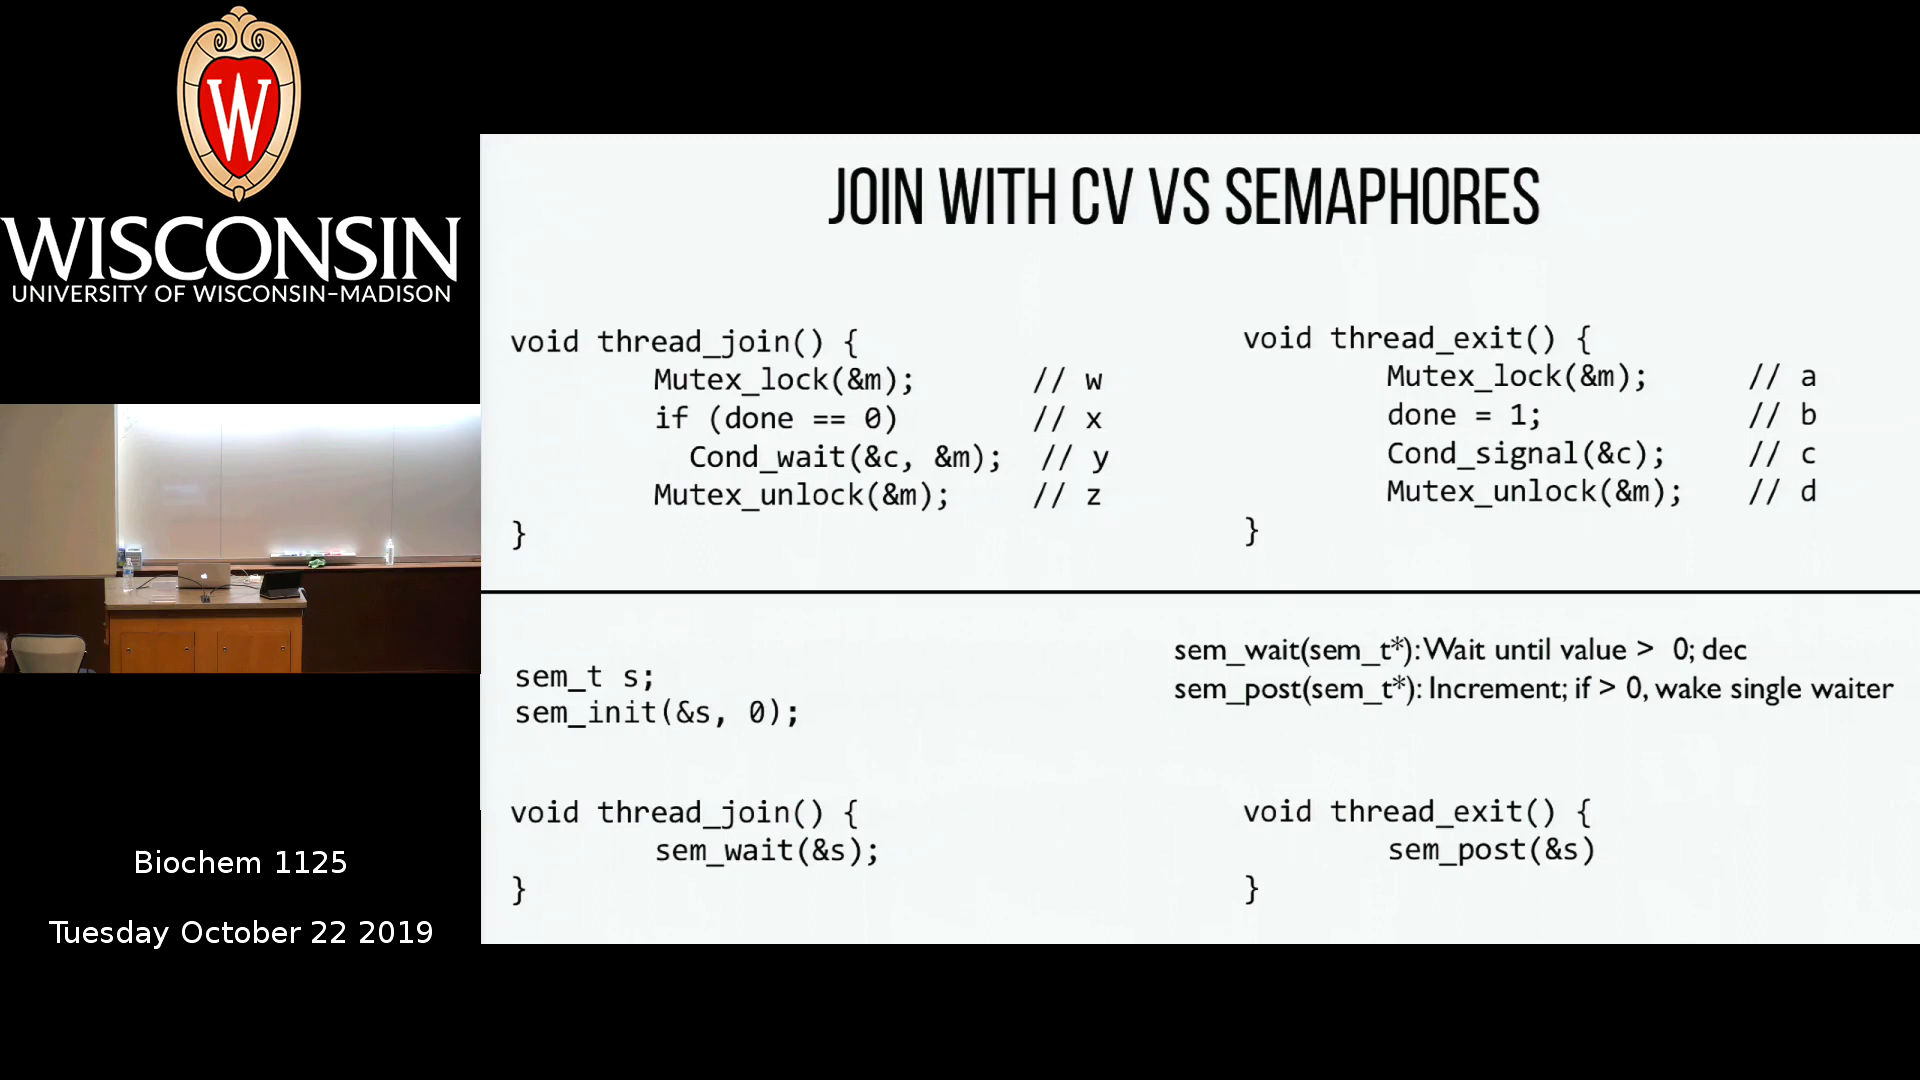 W
WISCONSIN
UNIVERSITY OF WISCONSIN–MADISON
Biochem 1125
Tuesday October 22 2019
JOIN WITH CV VS SEMAPHORES
void thread_join() {
Mutex_lock(&m); // w
if (done == 0) // x
Cond_wait(&c, &m); // y
Mutex_unlock(&m); // z
}
void thread_exit() {
Mutex_lock(&m); // a
done = 1; // b
Cond_signal(&c); // c
Mutex_unlock(&m); // d
}
sem_t s;
sem_init(&s, 0);
sem_wait(sem_t*): Wait until value > 0; dec
sem_post(sem_t*): Increment; if > 0, wake single waiter
void thread_join() {
sem_wait(&s);
}
void thread_exit() {
sem_post(&s)
}